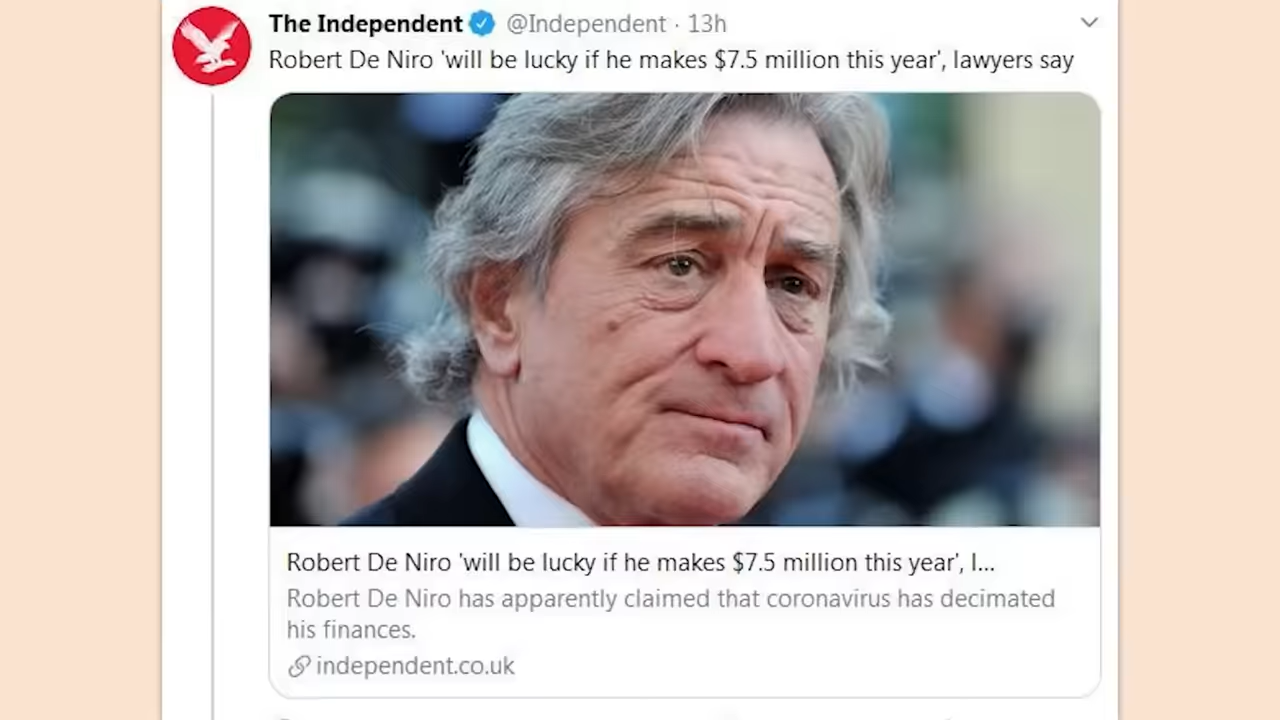 The Independent @Independent · 13h
Robert De Niro 'will be lucky if he makes $7.5 million this year', lawyers say
Robert De Niro 'will be lucky if he makes $7.5 million this year', l...
Robert De Niro has apparently claimed that coronavirus has decimated
his finances.
independent.co.uk